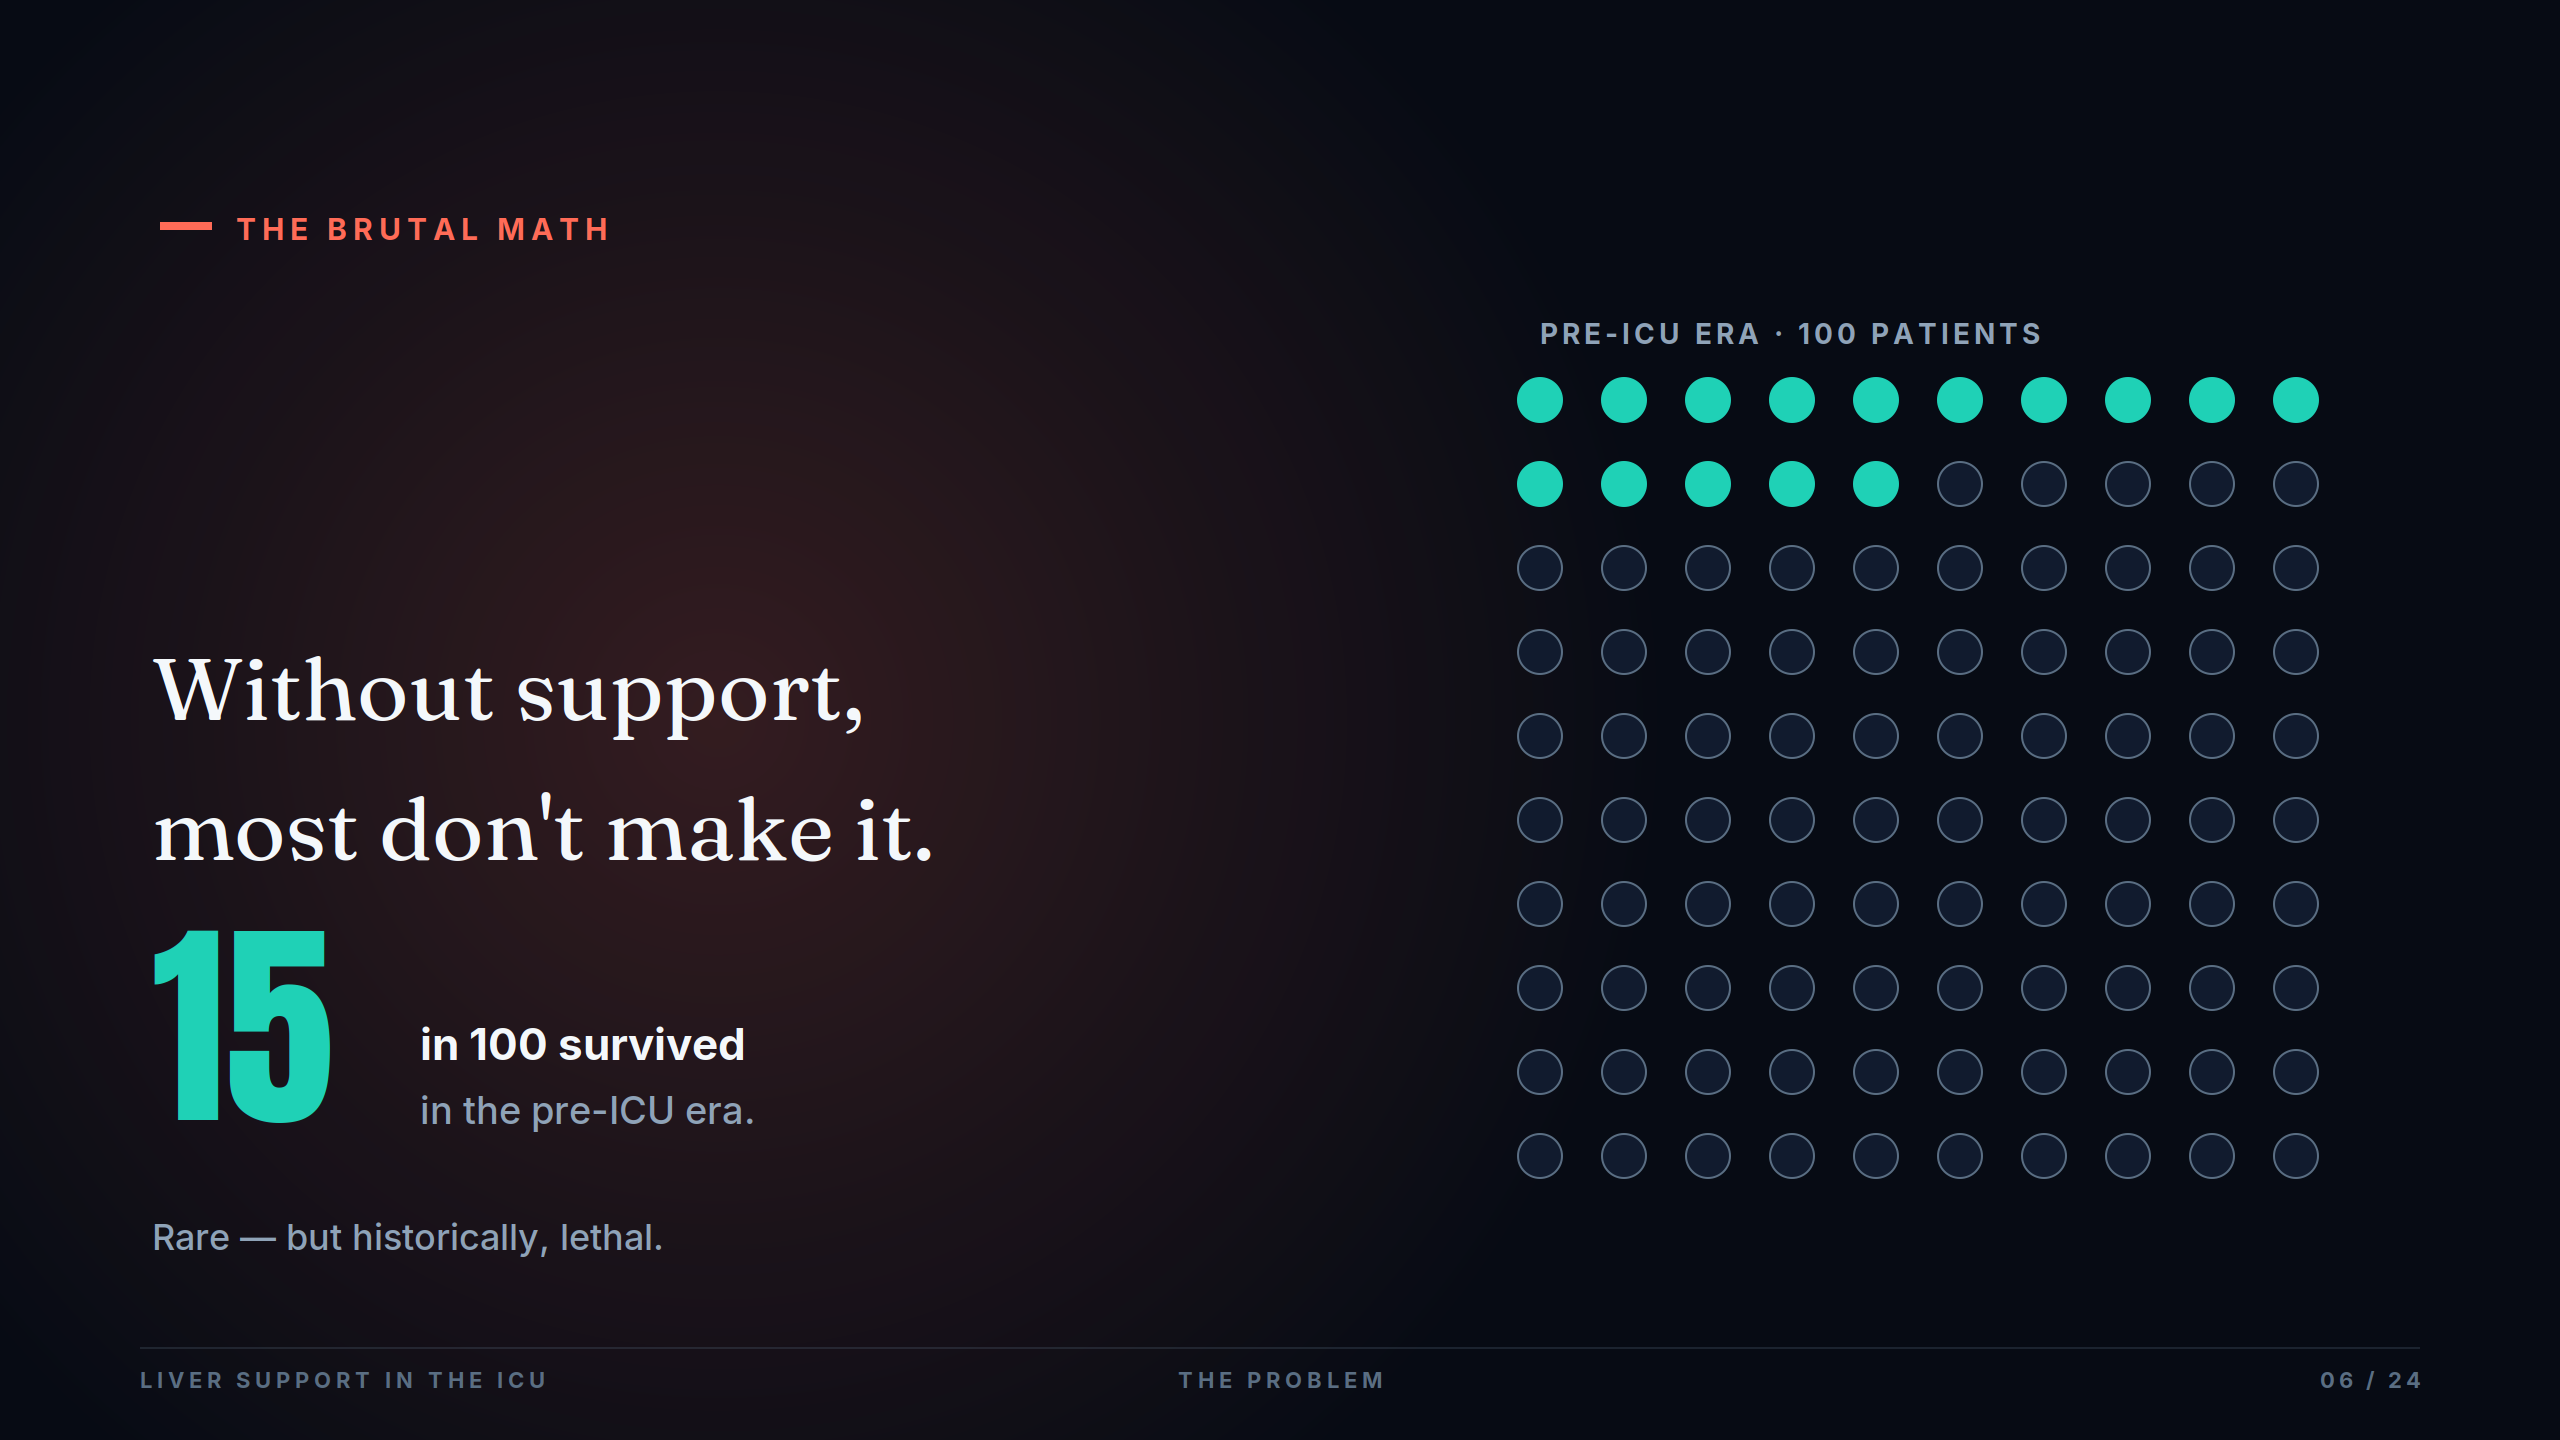 THE BRUTAL MATH
Without support,
most don't make it.
15
in 100 survived
in the pre-ICU era.
Rare — but historically, lethal.
PRE-ICU ERA · 100 PATIENTS
LIVER SUPPORT IN THE ICU
THE PROBLEM
06 / 24